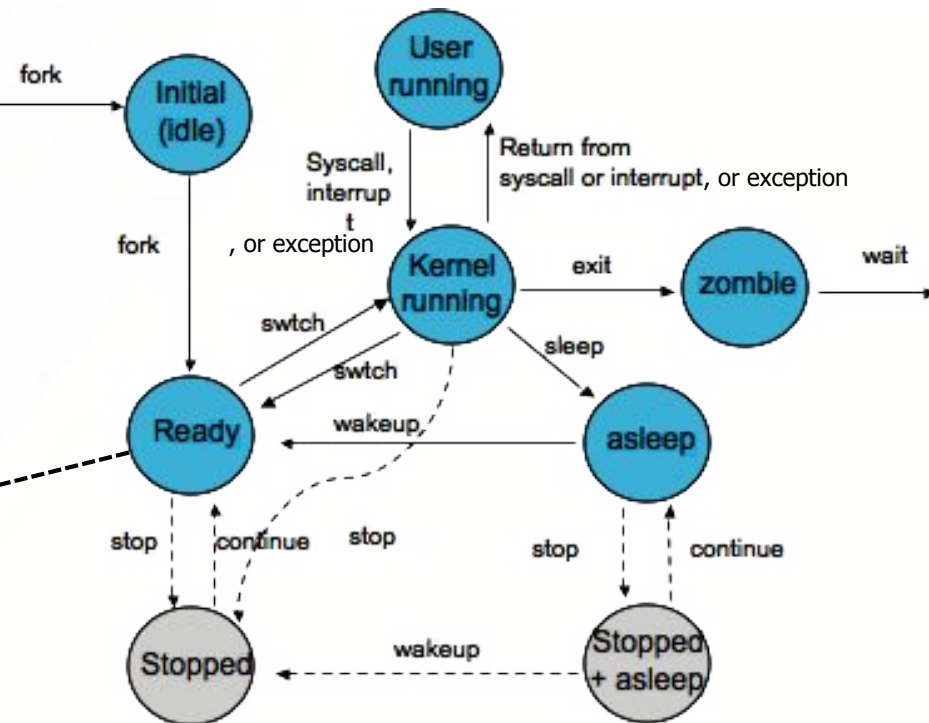 fork
Initial
(idle)
User
running
Syscall,
interrup
t
, or exception
Return from
syscall or interrupt, or exception
fork
Kernel
running
exit
zombie
wait
swtch
swtch
sleep
Ready
wakeup
asleep
stop
continue
stop
stop
continue
Stopped
wakeup
Stopped
+ asleep